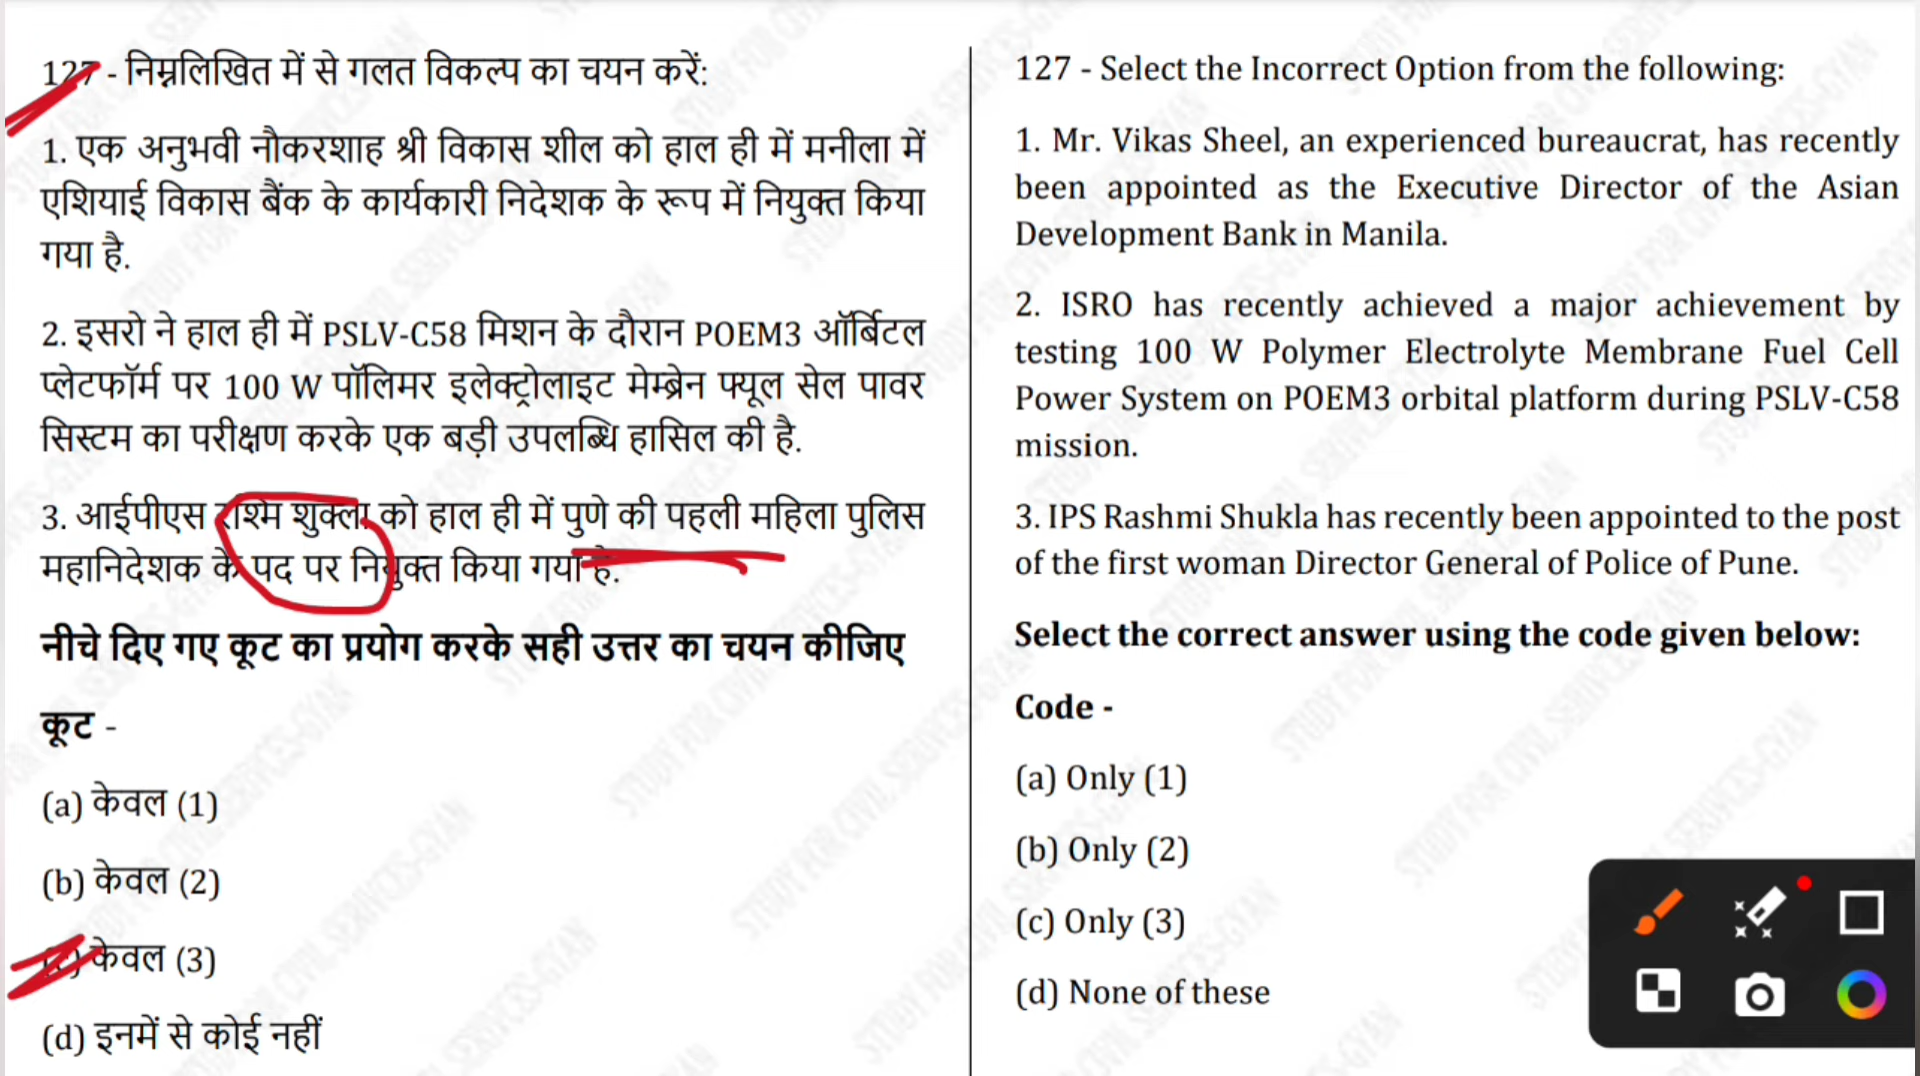 127 - निम्नलिखित में से गलत विकल्प का चयन करें:
1. एक अनुभवी नौकरशाह श्री विकास शील को हाल ही में मनीला में
एशियाई विकास बैंक के कार्यकारी निदेशक के रूप में नियुक्त किया
गया है.
2. इसरो ने हाल ही में PSLV-C58 मिशन के दौरान POEM3 ऑर्बिटल
प्लेटफॉर्म पर 100 W पॉलिमर इलेक्ट्रोलाइट मेम्ब्रेन फ्यूल सेल पावर
सिस्टम का परीक्षण करके एक बड़ी उपलब्धि हासिल की है.
3. आईपीएस रश्मि शुक्ला को हाल ही में पुणे की पहली महिला पुलिस
महानिदेशक के पद पर नियुक्त किया गया है.
नीचे दिए गए कूट का प्रयोग करके सही उत्तर का चयन कीजिए
कूट -
(a) केवल (1)
(b) केवल (2)
(c) केवल (3)
(d) इनमें से कोई नहीं
127 - Select the Incorrect Option from the following:
1. Mr. Vikas Sheel, an experienced bureaucrat, has recently
been appointed as the Executive Director of the Asian
Development Bank in Manila.
2. ISRO has recently achieved a major achievement by
testing 100 W Polymer Electrolyte Membrane Fuel Cell
Power System on POEM3 orbital platform during PSLV-C58
mission.
3. IPS Rashmi Shukla has recently been appointed to the post
of the first woman Director General of Police of Pune.
Select the correct answer using the code given below:
Code -
(a) Only (1)
(b) Only (2)
(c) Only (3)
(d) None of these